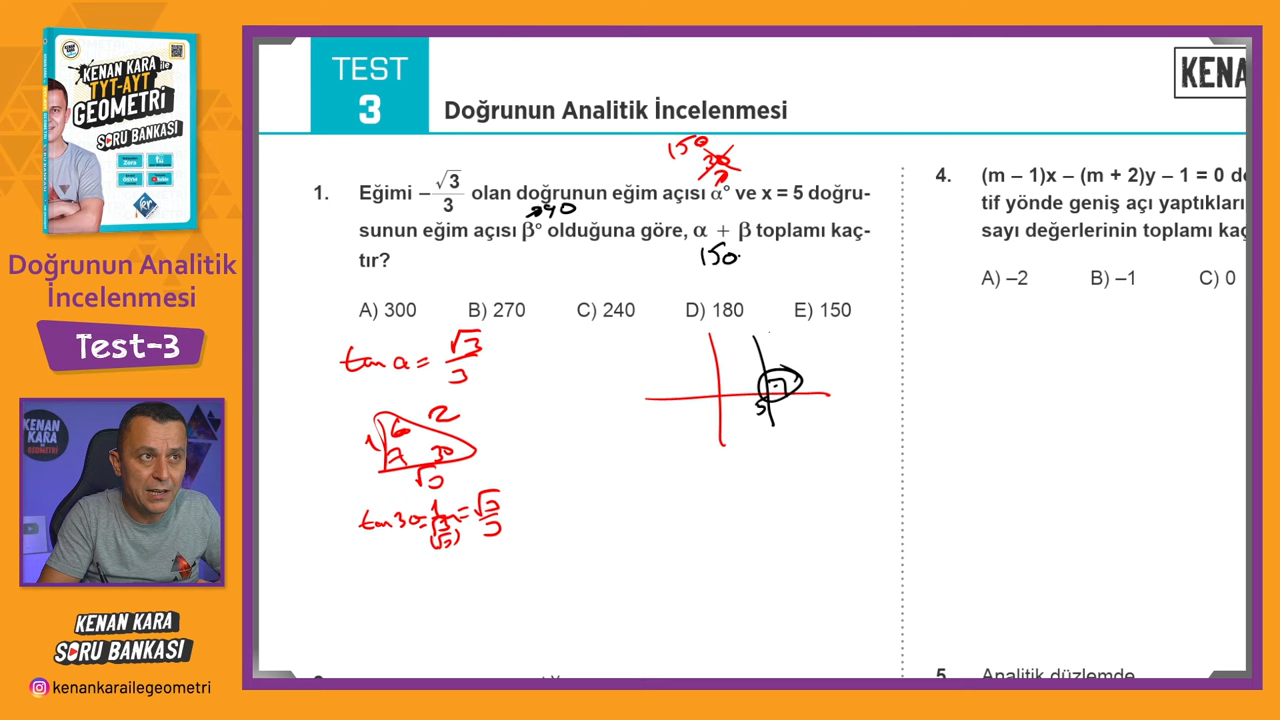 KENAN KARA ile
TYT-AYT
GEOMETRİ
SORU BANKASI
Doğrunun Analitik
İncelenmesi
Test-3
KENAN
KARA
GEOMETRİ
KENAN KARA
SORU BANKASI
kenankarailegeometri
TEST
3
Doğrunun Analitik İncelenmesi
KENA
150
1. Eğimi −√3/3 olan doğrunun eğim açısı α° ve x = 5 doğru-
90
sunun eğim açısı β° olduğuna göre, α + β toplamı kaç-
tır?
150
A) 300 B) 270 C) 240 D) 180 E) 150
tan α = √3/3
2
1
30
√3
tan30 = 1/√3 = √3/3
(√3)
5
4. (m – 1)x – (m + 2)y – 1 = 0 d
tif yönde geniş açı yaptıkları
sayı değerlerinin toplamı kaç
A) –2 B) –1 C) 0
5. Analitik düzlemde